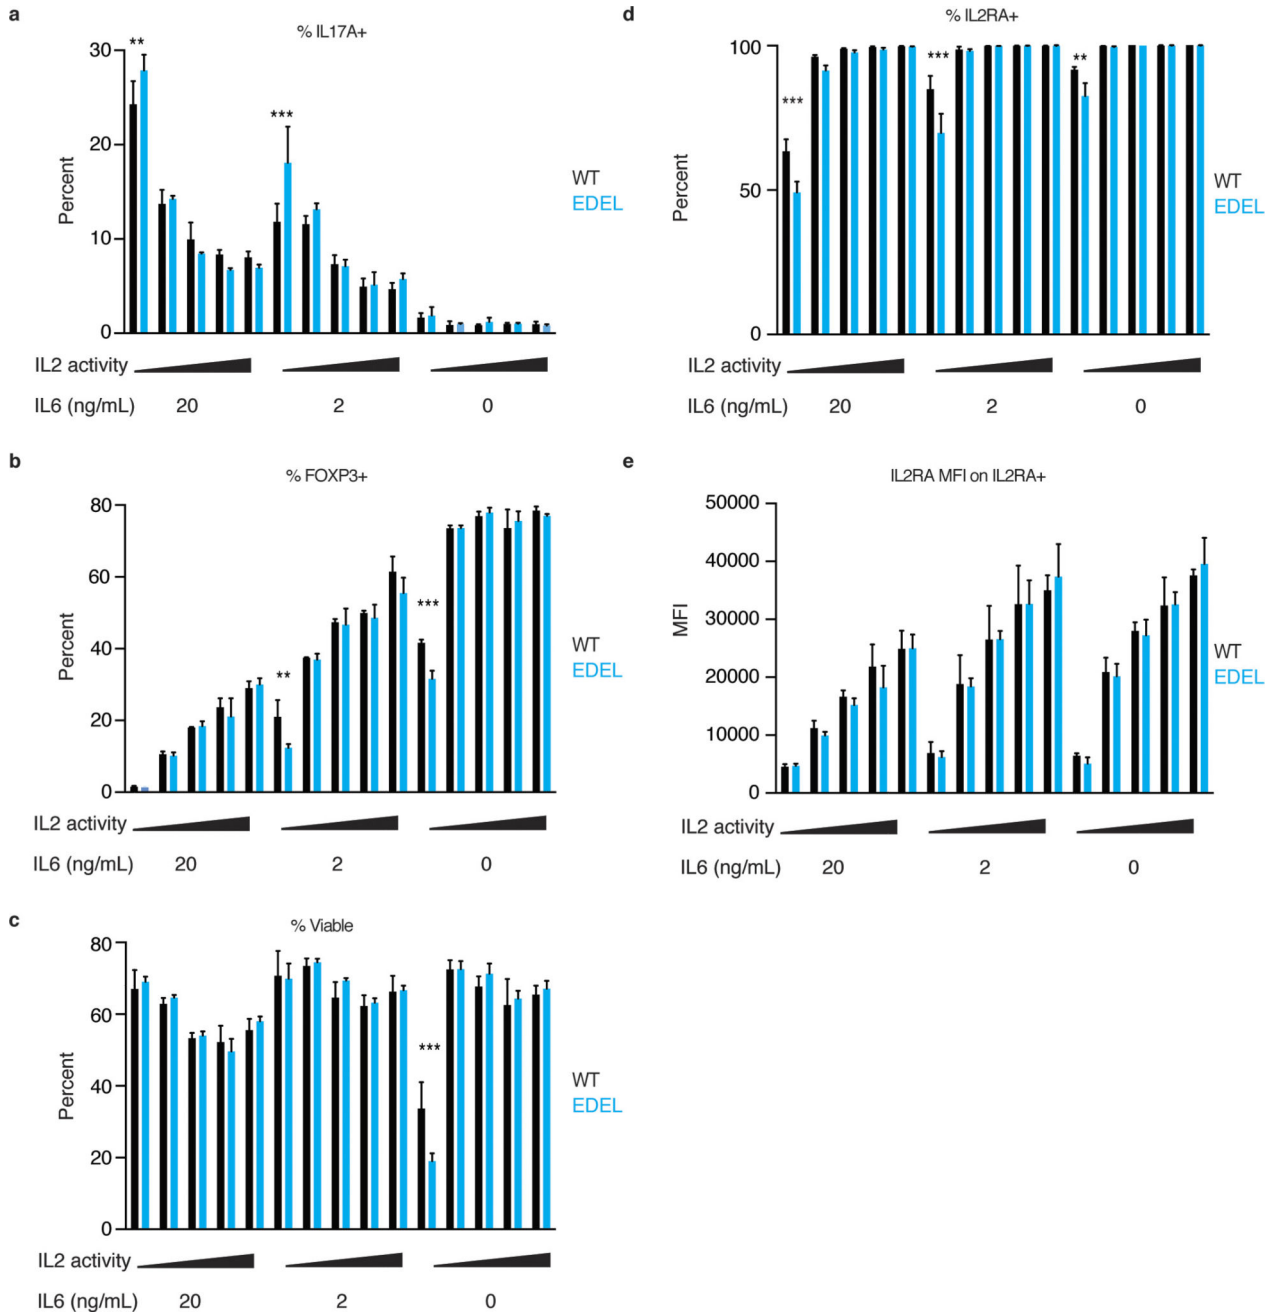 a
% IL17A+
**
***
30
20
10
0
Percent
WT
EDEL
IL2 activity
IL6 (ng/mL) 20 2 0
b
% FOXP3+
80
60
40
20
0
Percent
**
***
WT
EDEL
IL2 activity
IL6 (ng/mL) 20 2 0
c
% Viable
80
60
40
20
0
Percent
***
WT
EDEL
IL2 activity
IL6 (ng/mL) 20 2 0
d
% IL2RA+
100
50
0
Percent
***
***
**
WT
EDEL
IL2 activity
IL6 (ng/mL) 20 2 0
e
IL2RA MFI on IL2RA+
50000
40000
30000
20000
10000
0
MFI
WT
EDEL
IL2 activity
IL6 (ng/mL) 20 2 0